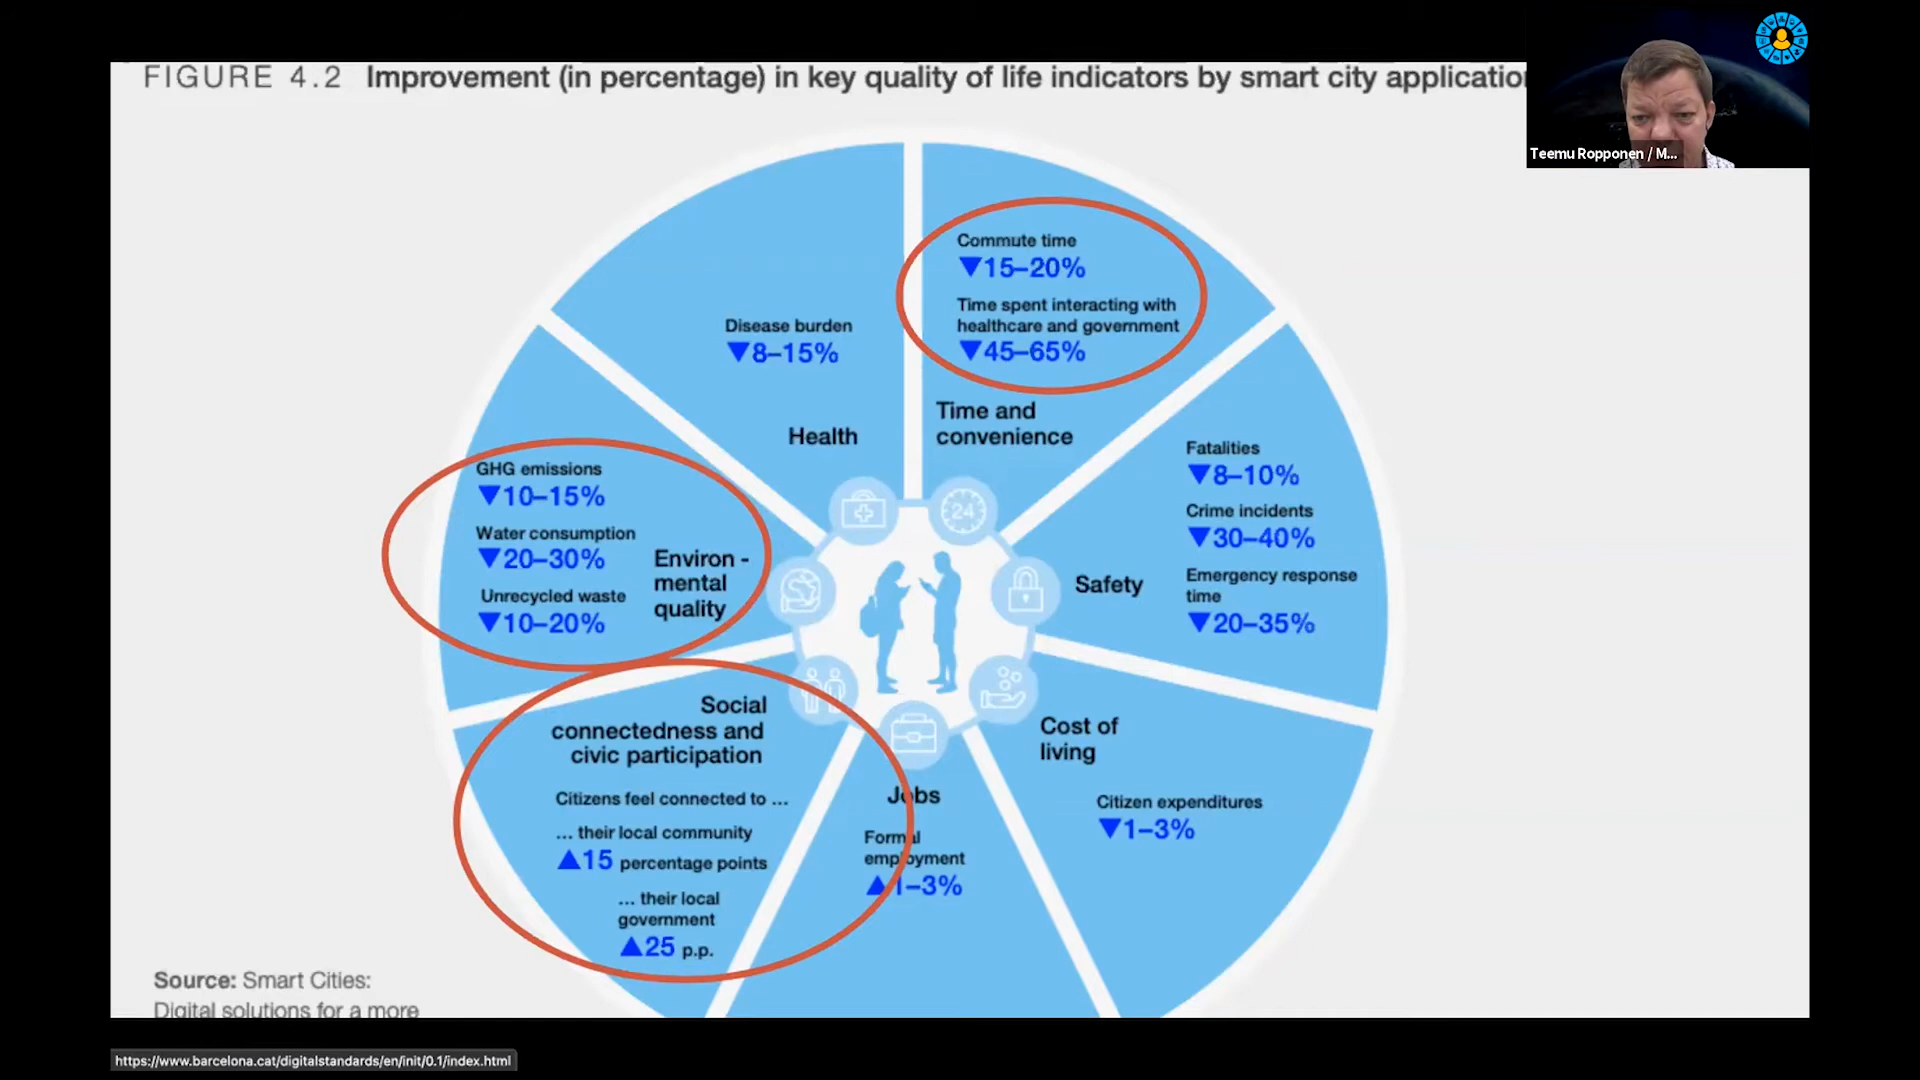 FIGURE 4.2 Improvement (in percentage) in key quality of life indicators by smart city application
Teemu Ropponen / M...
Commute time
▼15–20%
Time spent interacting with
healthcare and government
▼45–65%
Time and
convenience
Disease burden
▼8–15%
Health
Fatalities
▼8–10%
Crime incidents
▼30–40%
Emergency response
time
▼20–35%
Safety
GHG emissions
▼10–15%
Water consumption
▼20–30%
Unrecycled waste
▼10–20%
Environ -
mental
quality
24
Social
connectedness and
civic participation
Citizens feel connected to ...
... their local community
▲15 percentage points
... their local
government
▲25 p.p.
Jobs
Formal
employment
▲1–3%
Cost of
living
Citizen expenditures
▼1–3%
Source: Smart Cities:
Digital solutions for a more
https://www.barcelona.cat/digitalstandards/en/init/0.1/index.html